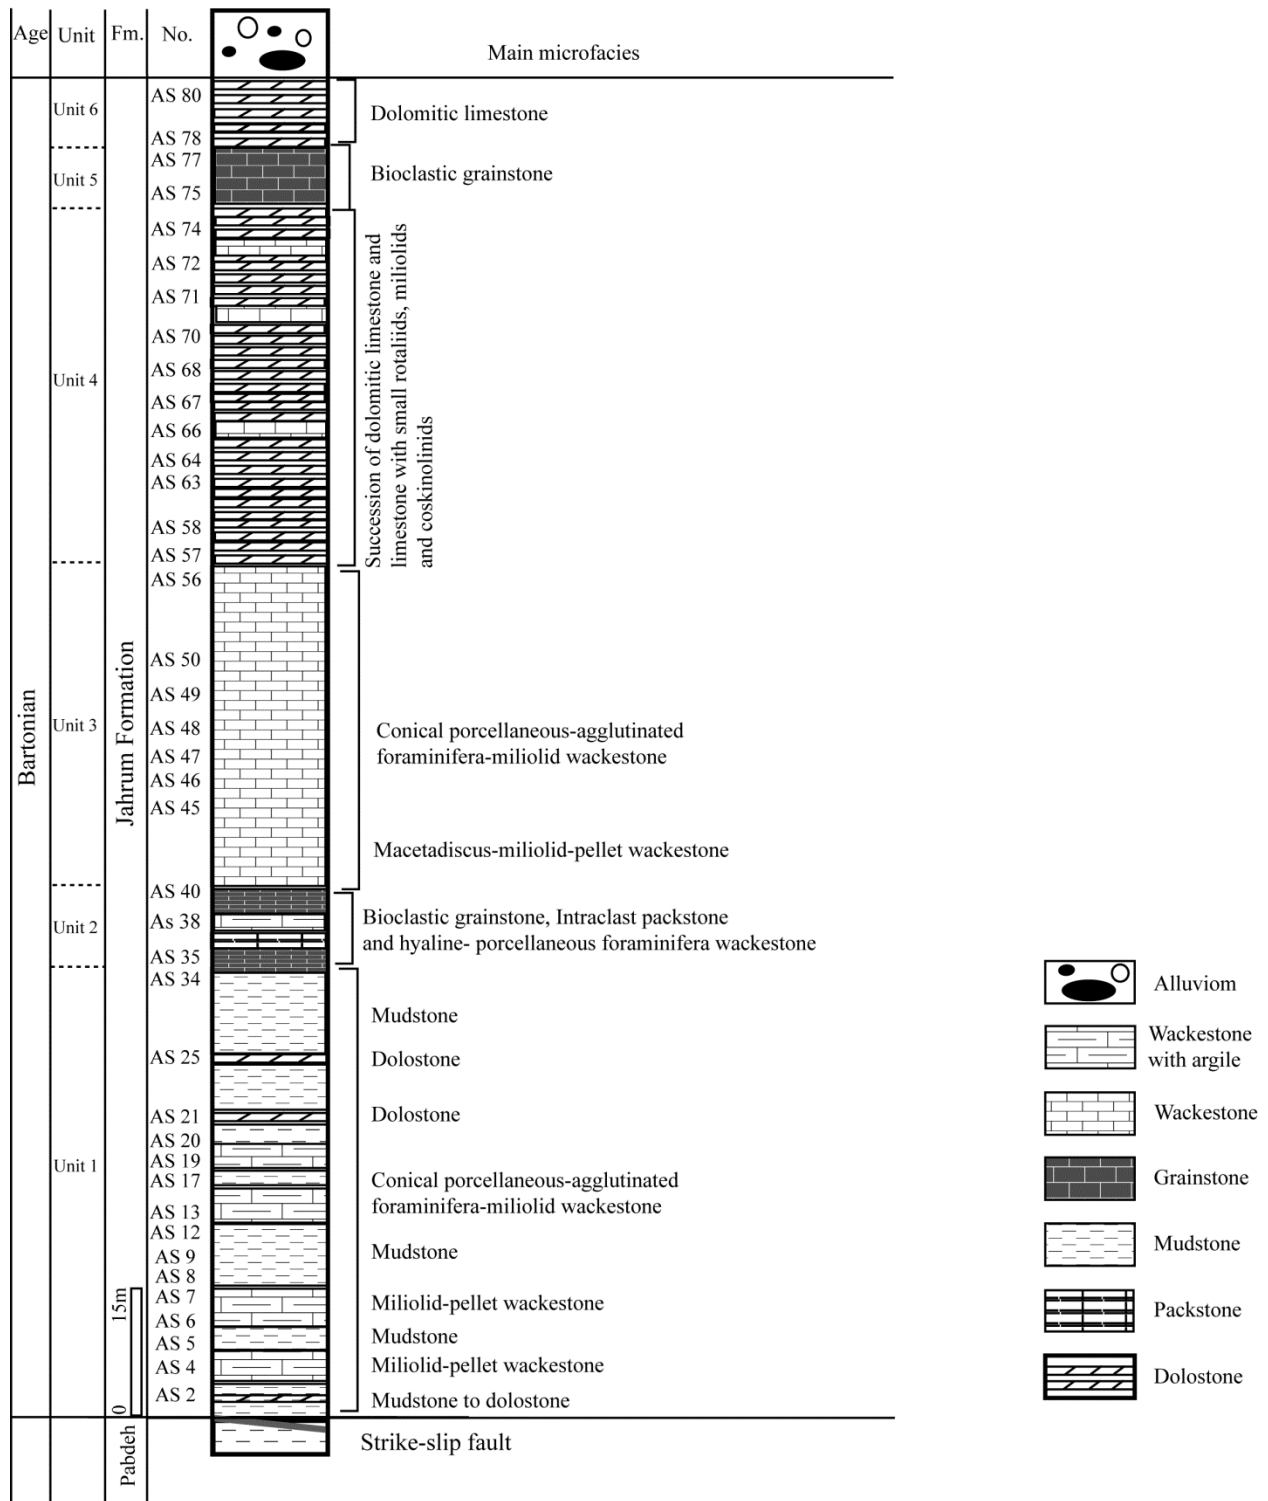 Age
Unit
Fm.
No.
Main microfacies
AS 80
Unit 6
Dolomitic limestone
AS 78
AS 77
Unit 5
Bioclastic grainstone
AS 75
AS 74
AS 72
AS 71
AS 70
AS 68
Unit 4
AS 67
AS 66
AS 64
AS 63
AS 58
AS 57
Succession of dolomitic limestone and
limestone with small rotaliids, miliolids
and coskinolinids
AS 56
AS 50
AS 49
Bartonian
Unit 3
Jahrum Formation
AS 48
AS 47
AS 46
AS 45
Conical porcellaneous-agglutinated
foraminifera-miliolid wackestone
Macetadiscus-miliolid-pellet wackestone
AS 40
As 38
Unit 2
AS 35
Bioclastic grainstone, Intraclast packstone
and hyaline- porcellaneous foraminifera wackestone
AS 34
Mudstone
AS 25
Dolostone
AS 21
Dolostone
AS 20
AS 19
Unit 1
AS 17
Conical porcellaneous-agglutinated
foraminifera-miliolid wackestone
AS 13
AS 12
AS 9
Mudstone
AS 8
AS 7
Miliolid-pellet wackestone
AS 6
AS 5
Mudstone
AS 4
Miliolid-pellet wackestone
AS 2
Mudstone to dolostone
15m
0
Pabdeh
Strike-slip fault
Alluviom
Wackestone
with argile
Wackestone
Grainstone
Mudstone
Packstone
Dolostone